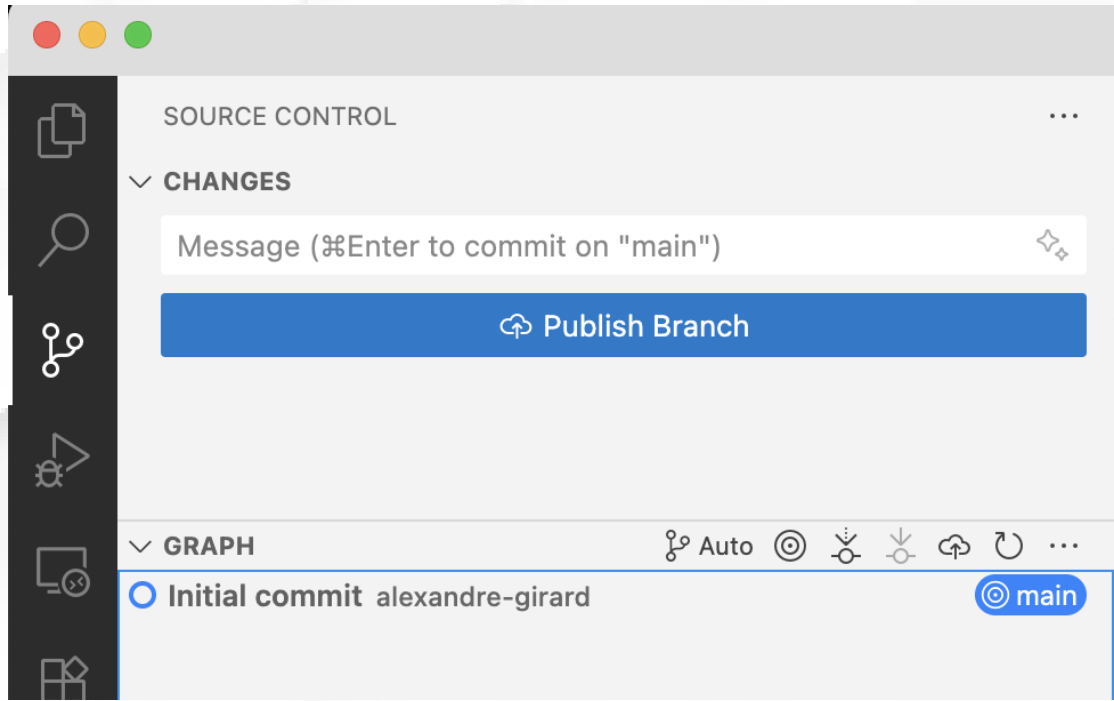 SOURCE CONTROL
CHANGES
Message (⌘Enter to commit on "main")
Publish Branch
GRAPH Auto
Initial commit alexandre-girard main